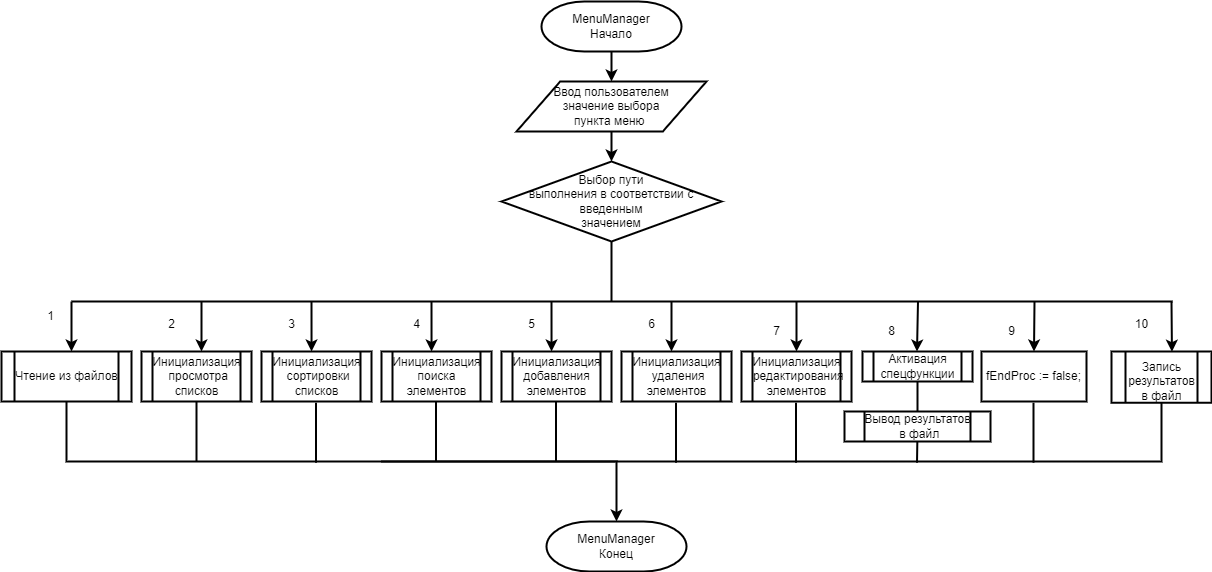 MenuManager
Начало
Ввод пользователем
значение выбора
пункта меню
Выбор пути
выполнения в соответствии с
введенным
значением
1
2
3
4
5
6
7
8
9
10
Чтение из файлов
Инициализация
просмотра
списков
Инициализация
сортировки
списков
Инициализация
поиска
элементов
Инициализация
добавления
элементов
Инициализация
удаления
элементов
Инициализация
редактирования
элементов
Активация
спецфункции
Вывод результатов
в файл
fEndProc := false;
Запись
результатов
в файл
MenuManager
Конец